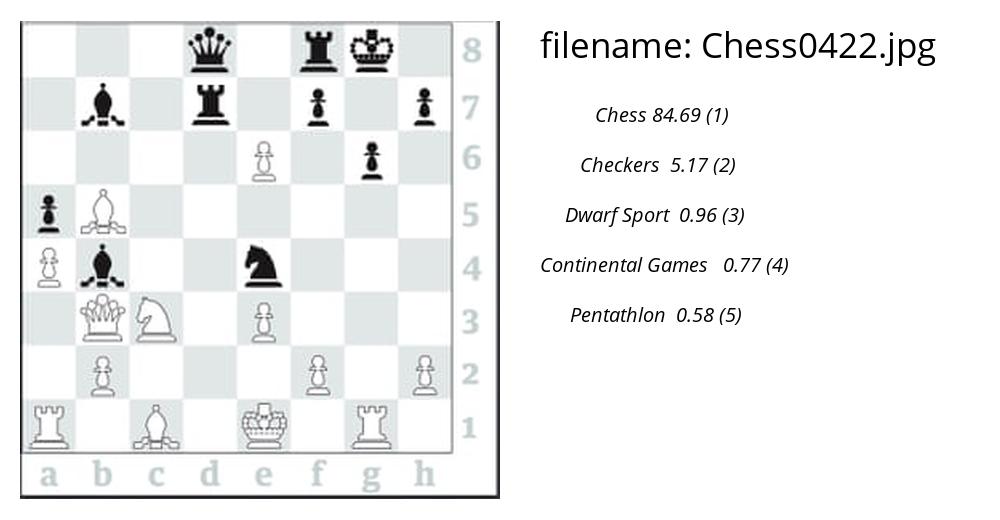 8
7
6
5
4
3
2
1
a b c d e f g h
filename: Chess0422.jpg
Chess 84.69 (1)
Checkers 5.17 (2)
Dwarf Sport 0.96 (3)
Continental Games 0.77 (4)
Pentathlon 0.58 (5)